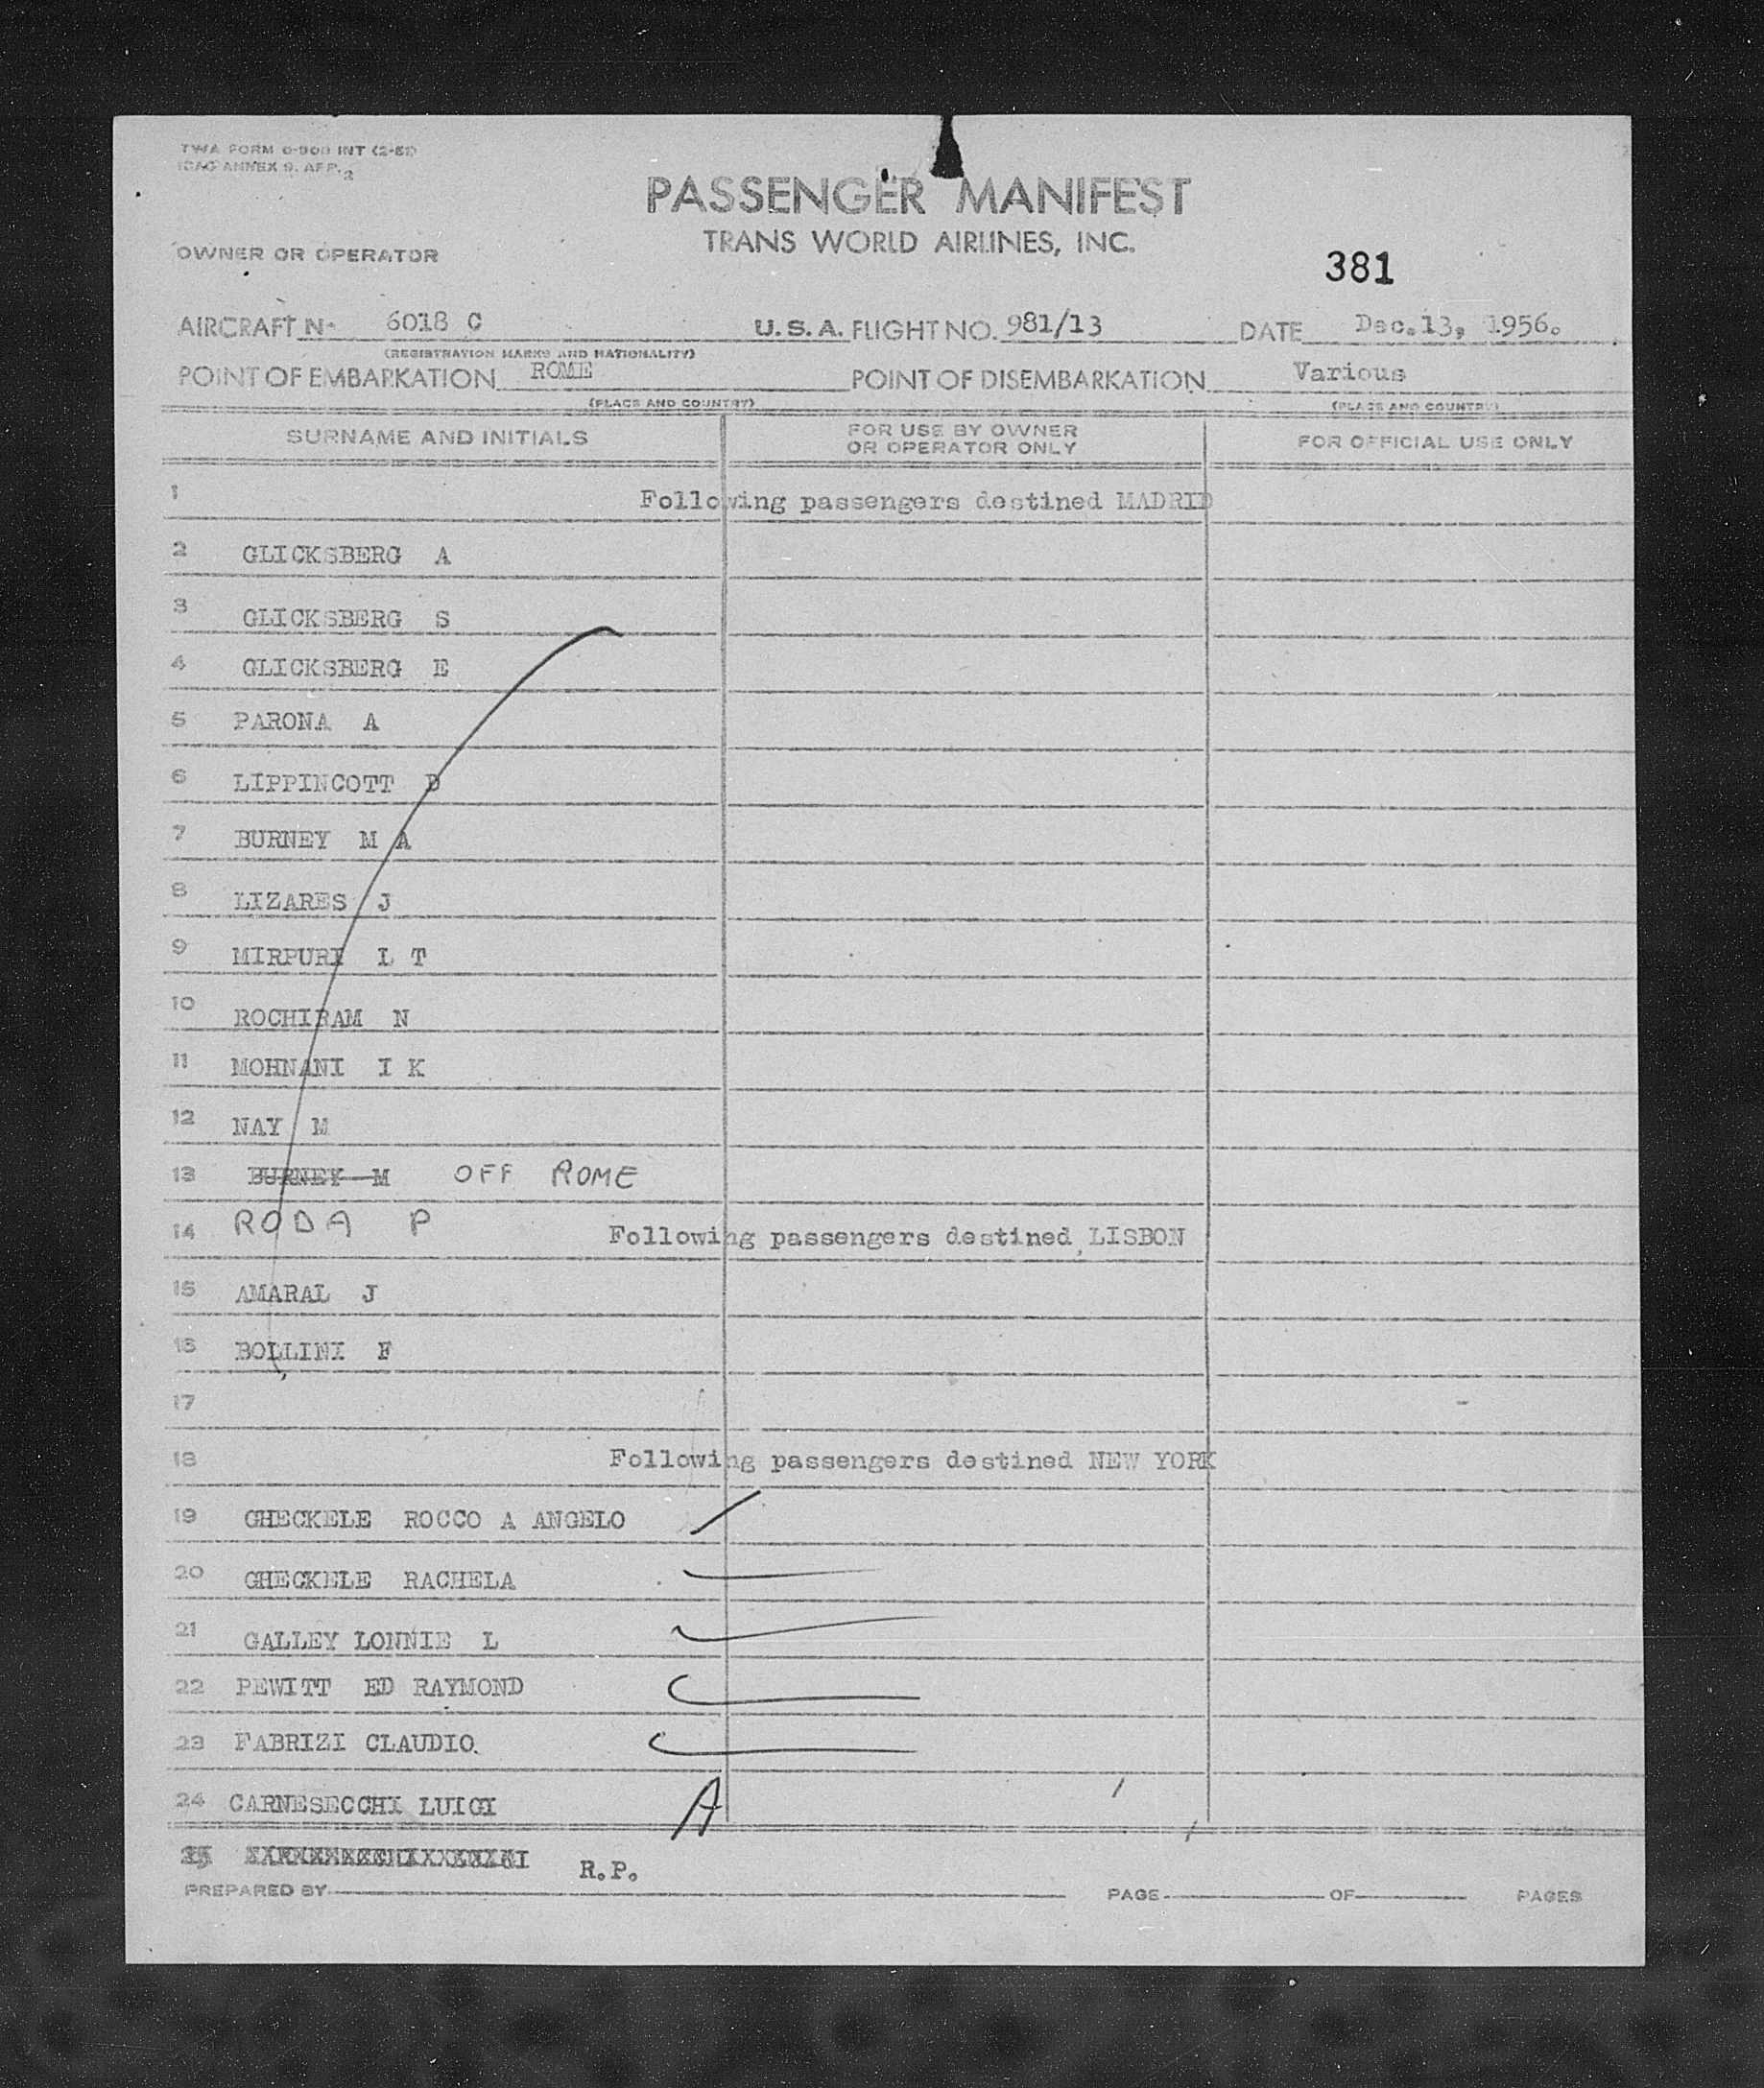 TWA FORM 0-900 INT (2-51)
ICAO ANNEX 9. APP. 2
PASSENGER MANIFEST
TRANS WORLD AIRLINES, INC.
OWNER OR OPERATOR
381
AIRCRAFT Nº 6018 C U.S.A. FLIGHT NO. 981/13 DATE Dec.13, 1956.
(REGISTRATION MARKS AND NATIONALITY)
POINT OF EMBARKATION ROME POINT OF DISEMBARKATION Various
(PLACE AND COUNTRY) (PLACE AND COUNTRY)
SURNAME AND INITIALS FOR USE BY OWNER OR OPERATOR ONLY FOR OFFICIAL USE ONLY
1 Following passengers destined MADRID
2 GLICKSBERG A
3 GLICKSBERG S
4 GLICKSBERG E
5 PARONA A
6 LIPPINCOTT D
7 BURNEY M A
8 LIZARES J
9 MIRPURI L T
10 ROCHIRAM N
11 MOHNANI I K
12 NAY M
13 BURNEY M OFF ROME
14 RODA P Following passengers destined LISBON
15 AMARAL J
16 BOLLINI F
17
18 Following passengers destined NEW YORK
19 GHECKELE ROCCO A ANGELO
20 GHECKELE RACHELA
21 GALLEY LONNIE L
22 PEWITT ED RAYMOND
23 FABRIZI CLAUDIO.
24 CARNESECCHI LUIGI A
R.P.
PREPARED BY PAGE OF PAGES